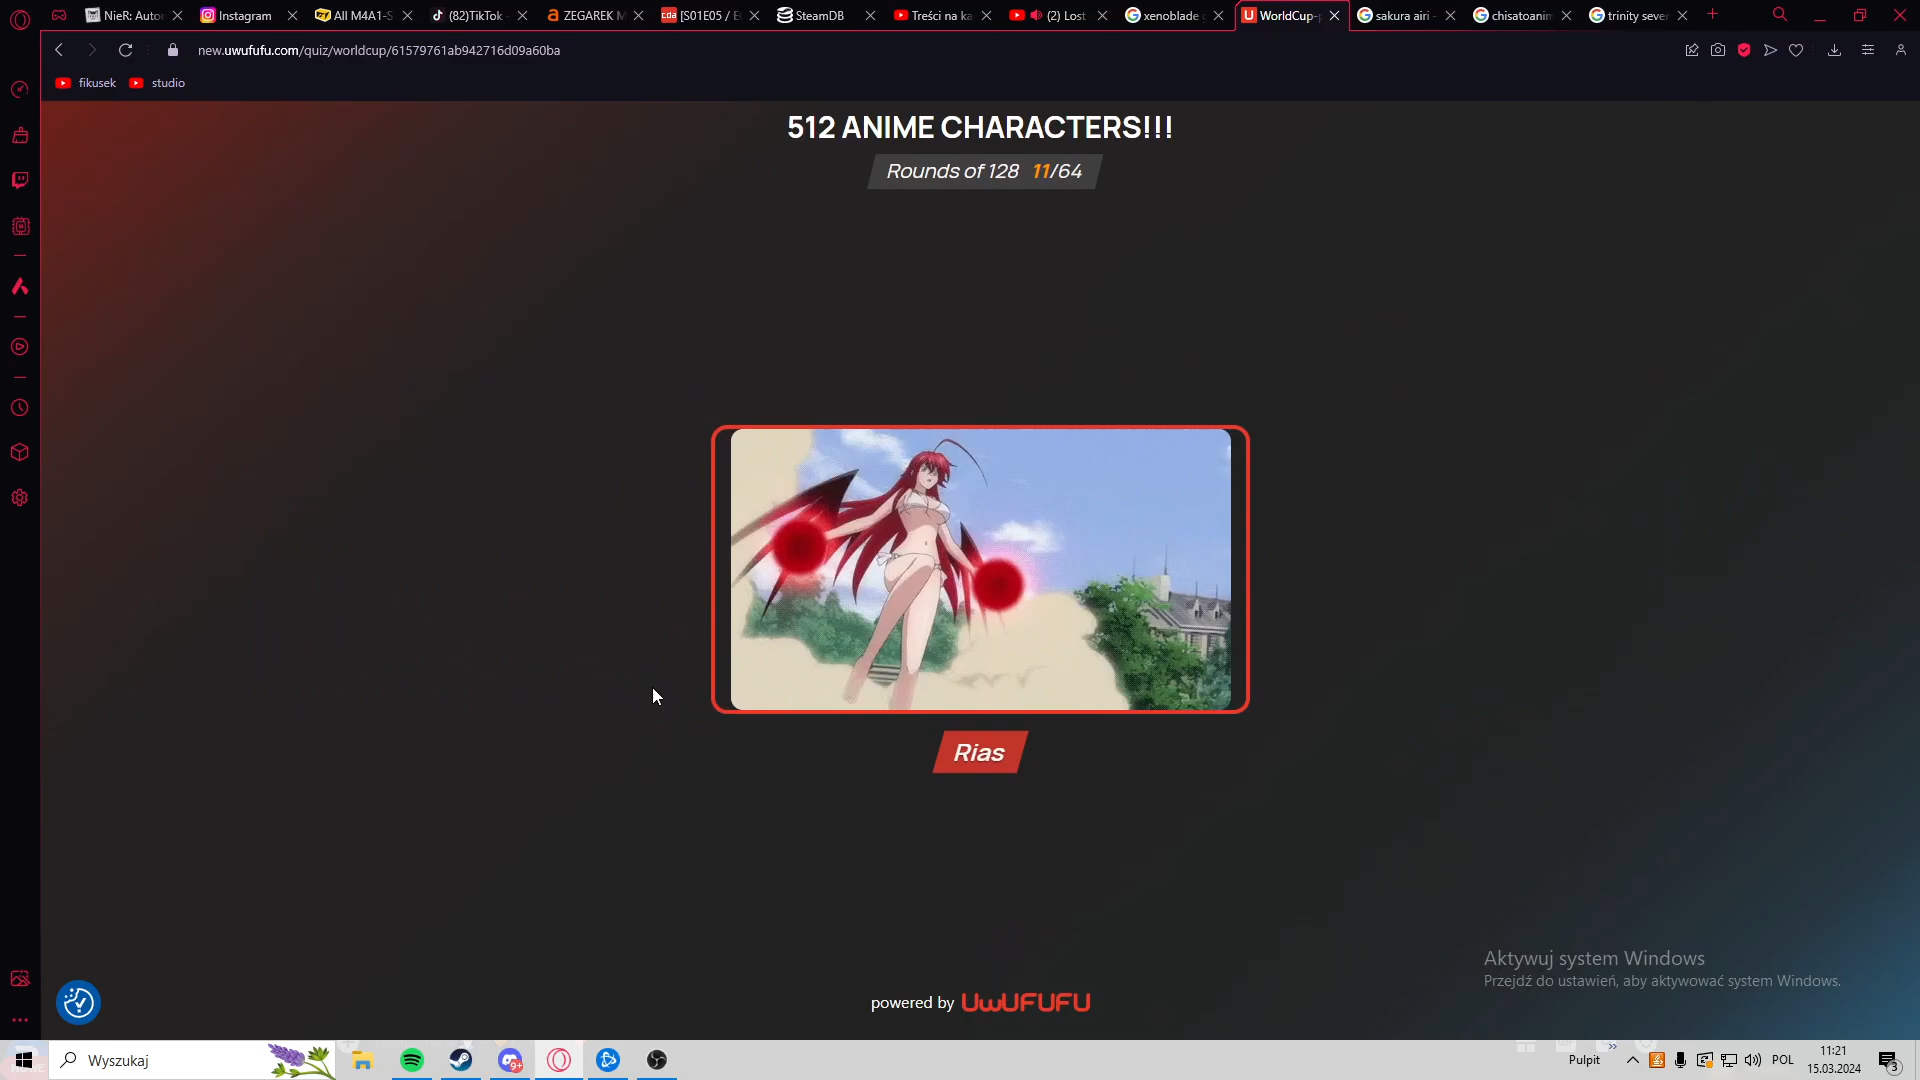 NieR: Autor
Instagram
All M4A1-S
(82)TikTok -
ZEGAREK M
[S01E05 / E
SteamDB
Treści na ka
(2) Lost
xenoblade
WorldCup-p
sakura airi -
chisatoanim
trinity seven
new.uwufufu.com/quiz/worldcup/61579761ab942716d09a60ba
fikusek
studio
512 ANIME CHARACTERS!!!
Rounds of 128 11/64
Rias
Aktywuj system Windows
Przejdź do ustawień, aby aktywować system Windows.
powered by UwUFUFU
Wyszukaj
9+
Pulpit
POL
11:21
15.03.2024
3